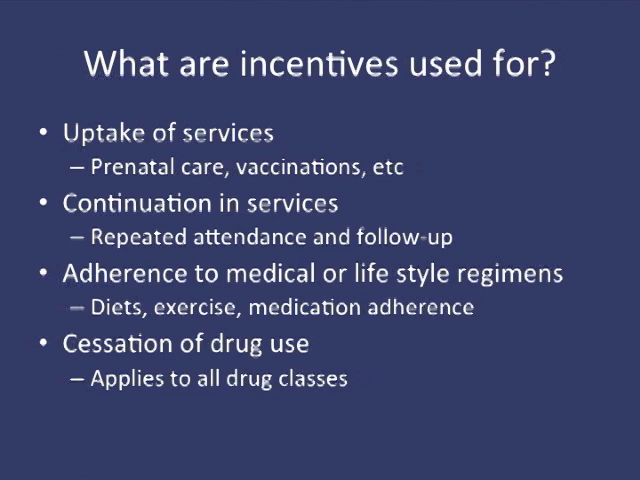 What are incentives used for?
• Uptake of services
– Prenatal care, vaccinations, etc
• Continuation in services
– Repeated attendance and follow-up
• Adherence to medical or life style regimens
– Diets, exercise, medication adherence
• Cessation of drug use
– Applies to all drug classes